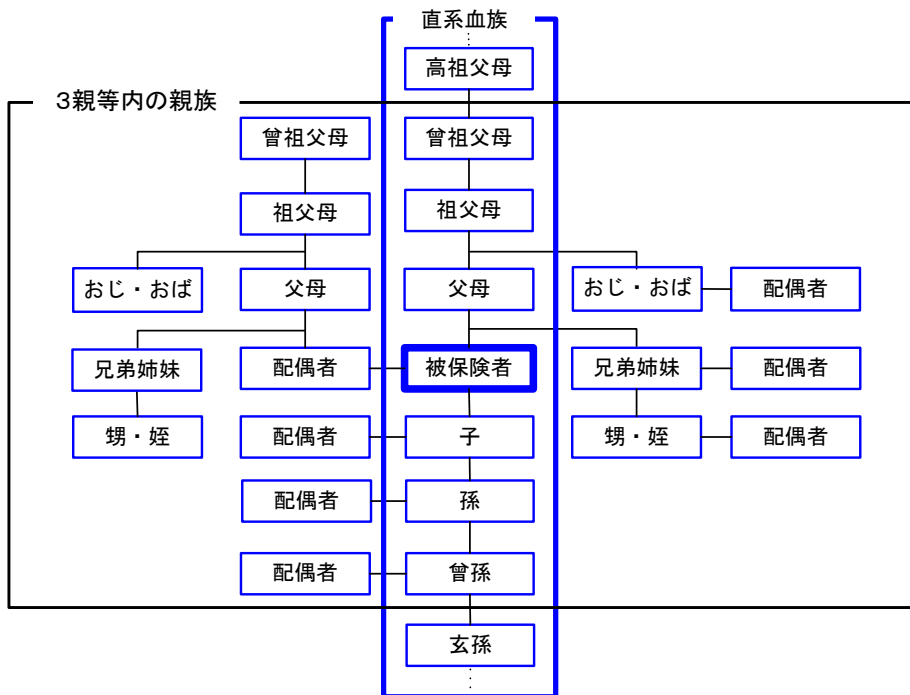 直系血族
高祖父母
3親等内の親族
曾祖父母 曾祖父母
祖父母 祖父母
おじ・おば 父母 父母 おじ・おば 配偶者
兄弟姉妹 配偶者 被保険者 兄弟姉妹 配偶者
甥・姪 配偶者 子 甥・姪 配偶者
配偶者 孫
配偶者 曾孫
玄孫